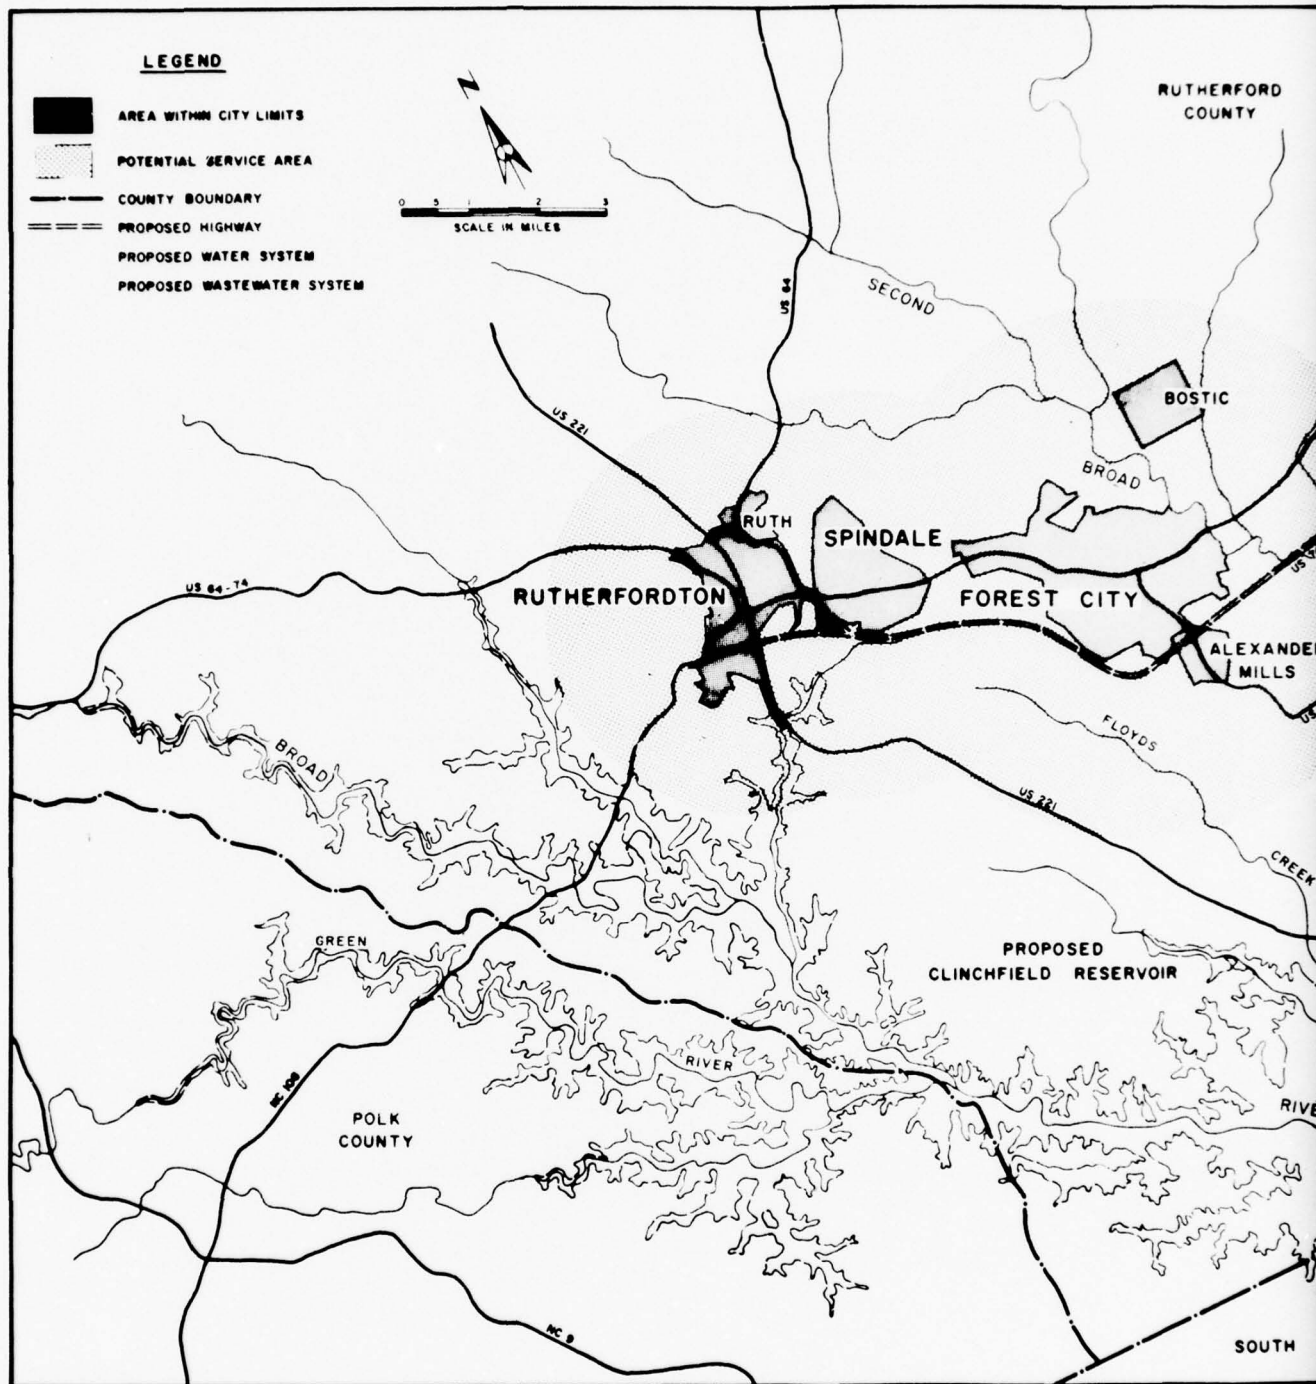 LEGEND
AREA WITHIN CITY LIMITS
POTENTIAL SERVICE AREA
COUNTY BOUNDARY
PROPOSED HIGHWAY
PROPOSED WATER SYSTEM
PROPOSED WASTEWATER SYSTEM
N
0 5 1 2 3
SCALE IN MILES
RUTHERFORD
COUNTY
US 64
SECOND
BOSTIC
US 221
BROAD
RUTH
SPINDALE
US 64-74
RUTHERFORDTON
FOREST CITY
ALEXANDE
MILLS
US
FLOYDS
BROAD
US 221
CREEK
GREEN
PROPOSED
CLINCHFIELD RESERVOIR
RIVER
NC 108
POLK
COUNTY
RIVE
NC 9
SOUTH